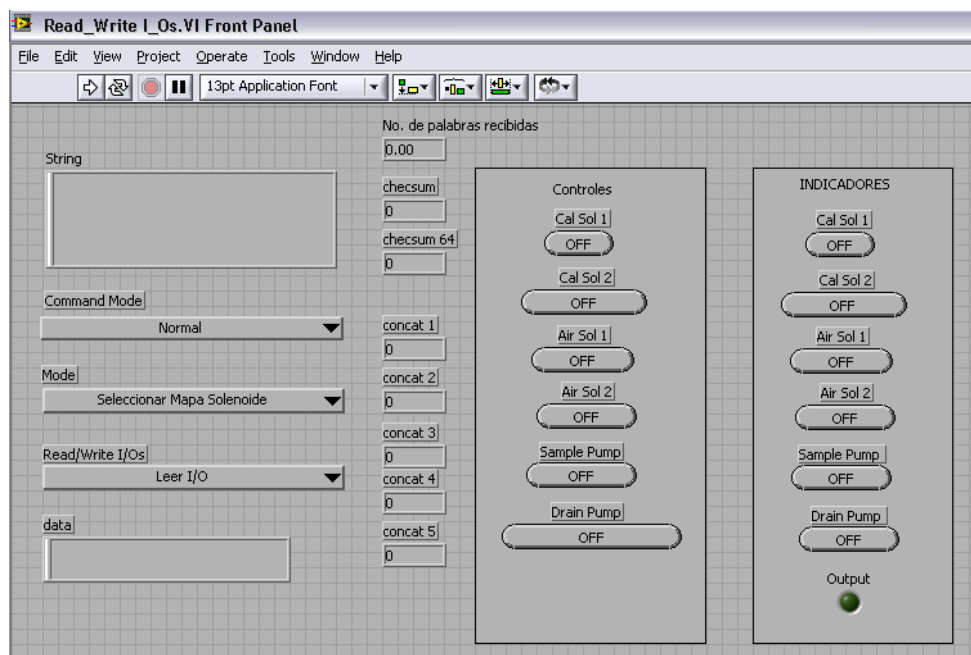 Read_Write I_Os.VI Front Panel
File Edit View Project Operate Tools Window Help
13pt Application Font
No. de palabras recibidas
0.00
String
checsum
0
checsum 64
0
Command Mode
Normal
Mode
Seleccionar Mapa Solenoide
Read/Write I/Os
Leer I/O
data
concat 1
0
concat 2
0
concat 3
0
concat 4
0
concat 5
0
Controles
Cal Sol 1
OFF
Cal Sol 2
OFF
Air Sol 1
OFF
Air Sol 2
OFF
Sample Pump
OFF
Drain Pump
OFF
INDICADORES
Cal Sol 1
OFF
Cal Sol 2
OFF
Air Sol 1
OFF
Air Sol 2
OFF
Sample Pump
OFF
Drain Pump
OFF
Output